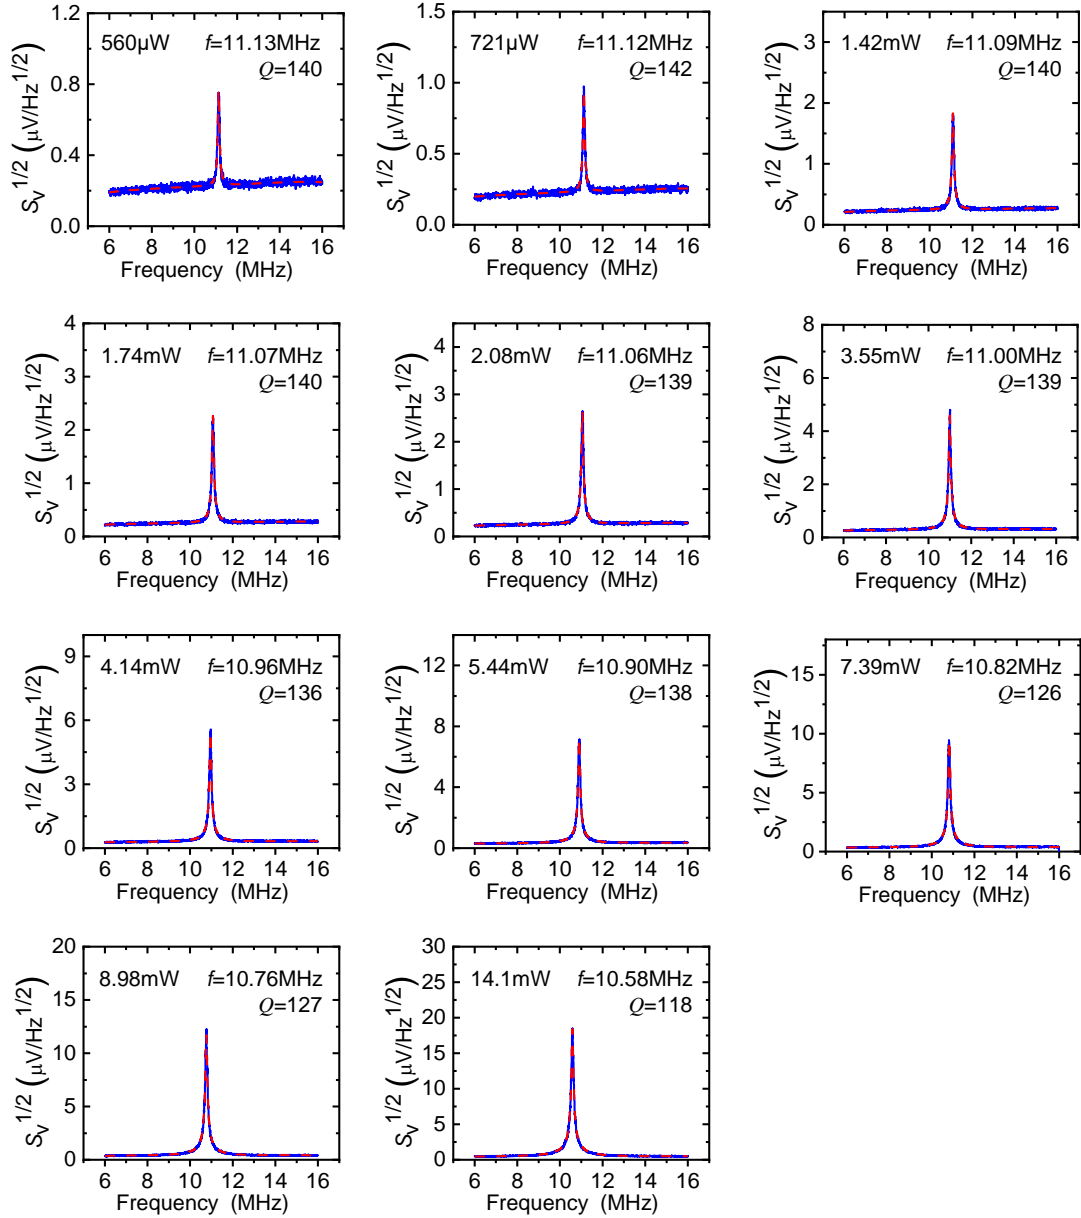 560μW f=11.13MHz
Q=140
S_V^1/2 (μV/Hz^1/2)
1.2
0.8
0.4
0.0
6 8 10 12 14 16
Frequency (MHz)
721μW f=11.12MHz
Q=142
S_V^1/2 (μV/Hz^1/2)
1.5
1.0
0.5
0.0
6 8 10 12 14 16
Frequency (MHz)
1.42mW f=11.09MHz
Q=140
S_V^1/2 (μV/Hz^1/2)
3
2
1
0
6 8 10 12 14 16
Frequency (MHz)
1.74mW f=11.07MHz
Q=140
S_V^1/2 (μV/Hz^1/2)
4
3
2
1
0
6 8 10 12 14 16
Frequency (MHz)
2.08mW f=11.06MHz
Q=139
S_V^1/2 (μV/Hz^1/2)
4
3
2
1
0
6 8 10 12 14 16
Frequency (MHz)
3.55mW f=11.00MHz
Q=139
S_V^1/2 (μV/Hz^1/2)
8
6
4
2
0
6 8 10 12 14 16
Frequency (MHz)
4.14mW f=10.96MHz
Q=136
S_V^1/2 (μV/Hz^1/2)
9
6
3
0
6 8 10 12 14 16
Frequency (MHz)
5.44mW f=10.90MHz
Q=138
S_V^1/2 (μV/Hz^1/2)
12
8
4
0
6 8 10 12 14 16
Frequency (MHz)
7.39mW f=10.82MHz
Q=126
S_V^1/2 (μV/Hz^1/2)
15
10
5
0
6 8 10 12 14 16
Frequency (MHz)
8.98mW f=10.76MHz
Q=127
S_V^1/2 (μV/Hz^1/2)
20
15
10
5
0
6 8 10 12 14 16
Frequency (MHz)
14.1mW f=10.58MHz
Q=118
S_V^1/2 (μV/Hz^1/2)
30
25
20
15
10
5
0
6 8 10 12 14 16
Frequency (MHz)